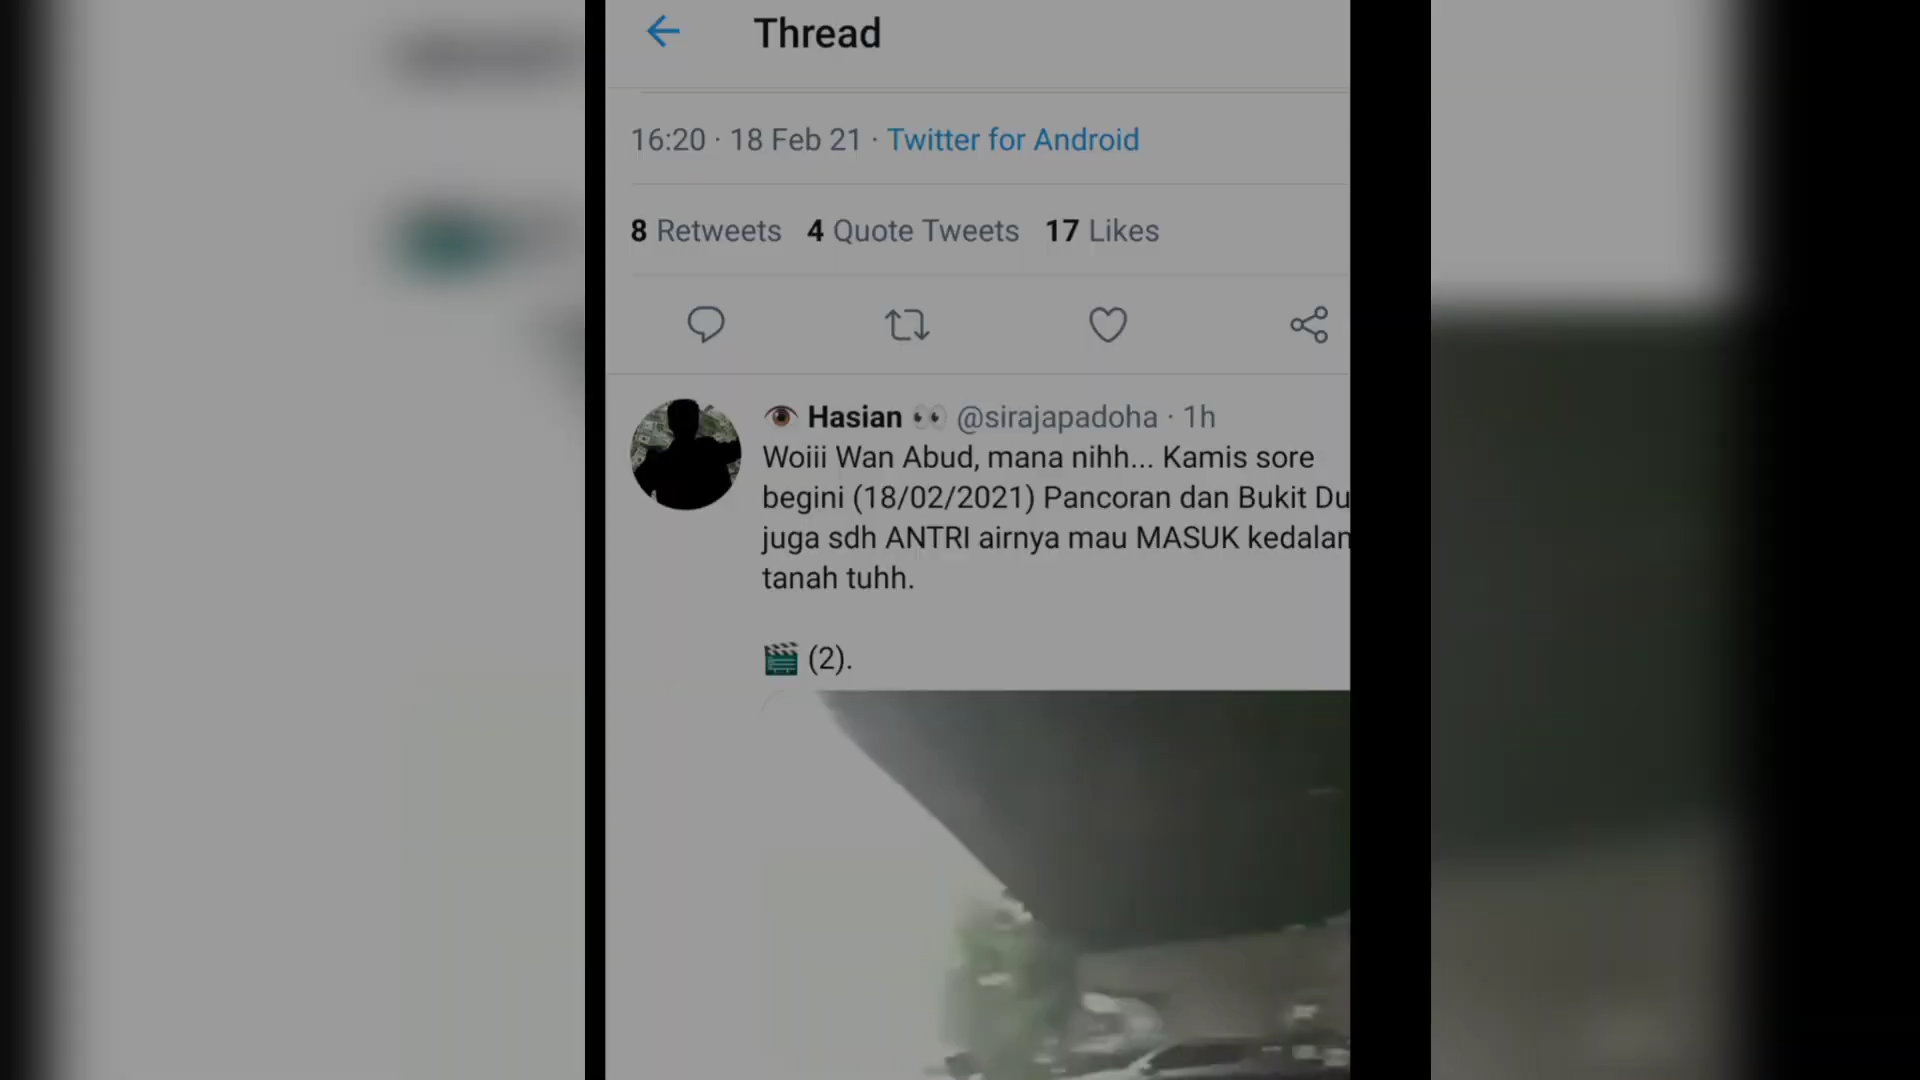 Thread
16:20 · 18 Feb 21 · Twitter for Android
8 Retweets 4 Quote Tweets 17 Likes
👁 Hasian 👀 @sirajapadoha · 1h
Woiii Wan Abud, mana nihh... Kamis sore
begini (18/02/2021) Pancoran dan Bukit Du
juga sdh ANTRI airnya mau MASUK kedalam
tanah tuhh.
🎬 (2).